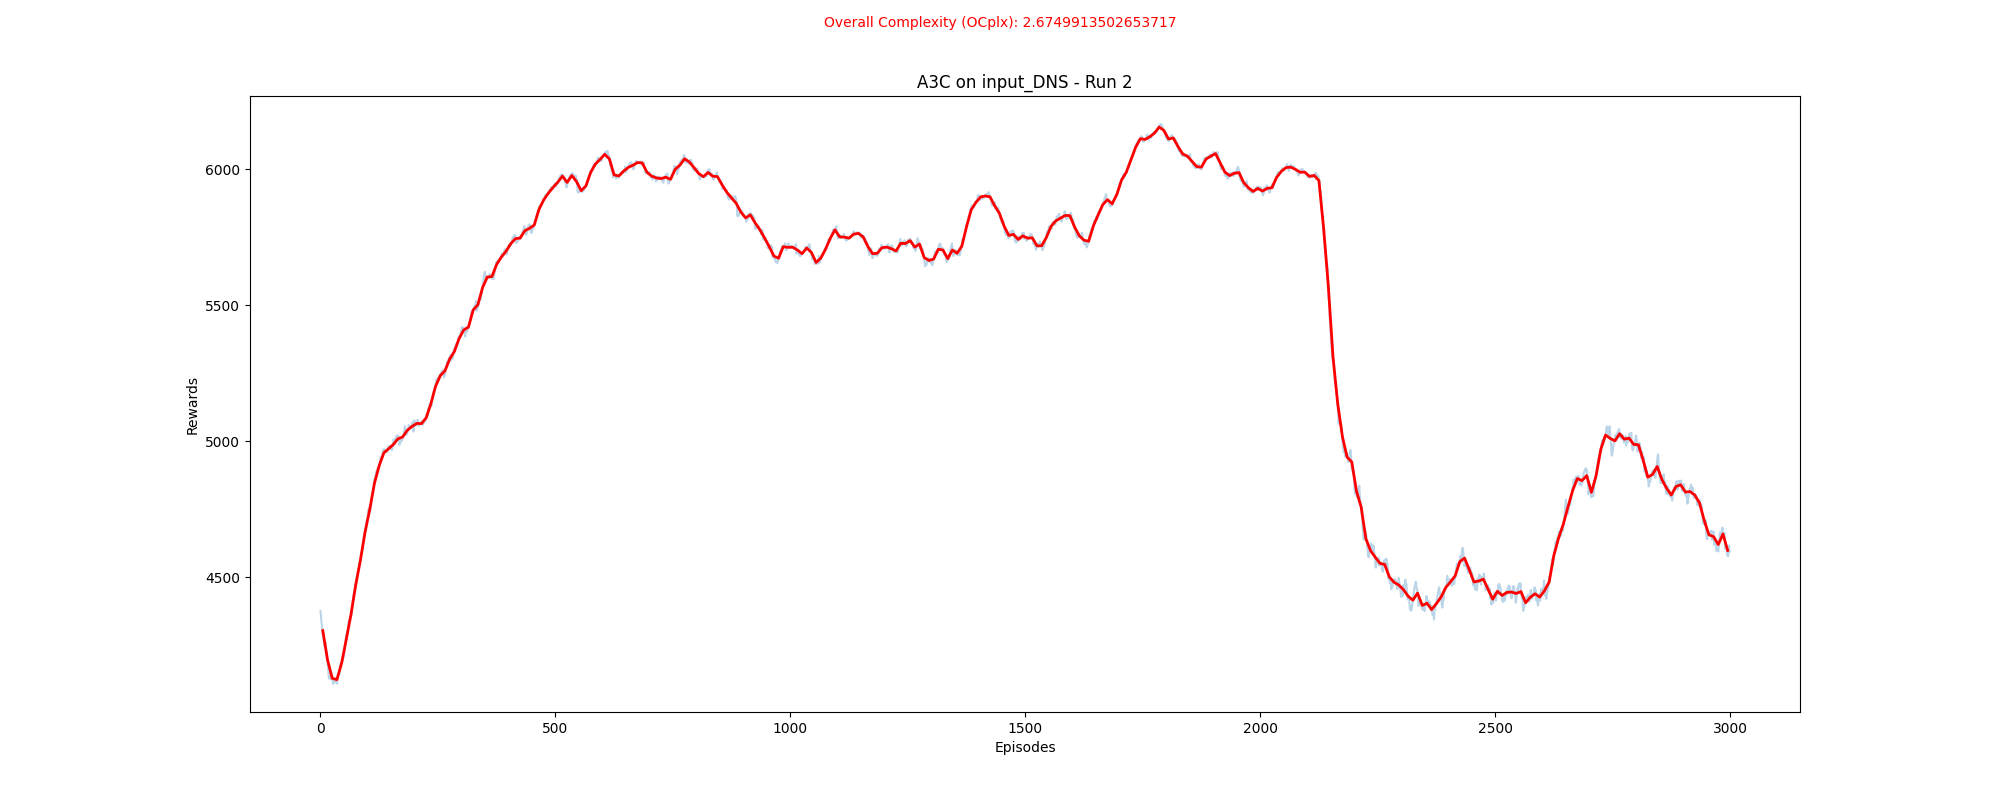 Overall Complexity (OCplx): 2.6749913502653717
A3C on input_DNS - Run 2
6000
5500
5000
4500
Rewards
0 500 1000 1500 2000 2500 3000
Episodes